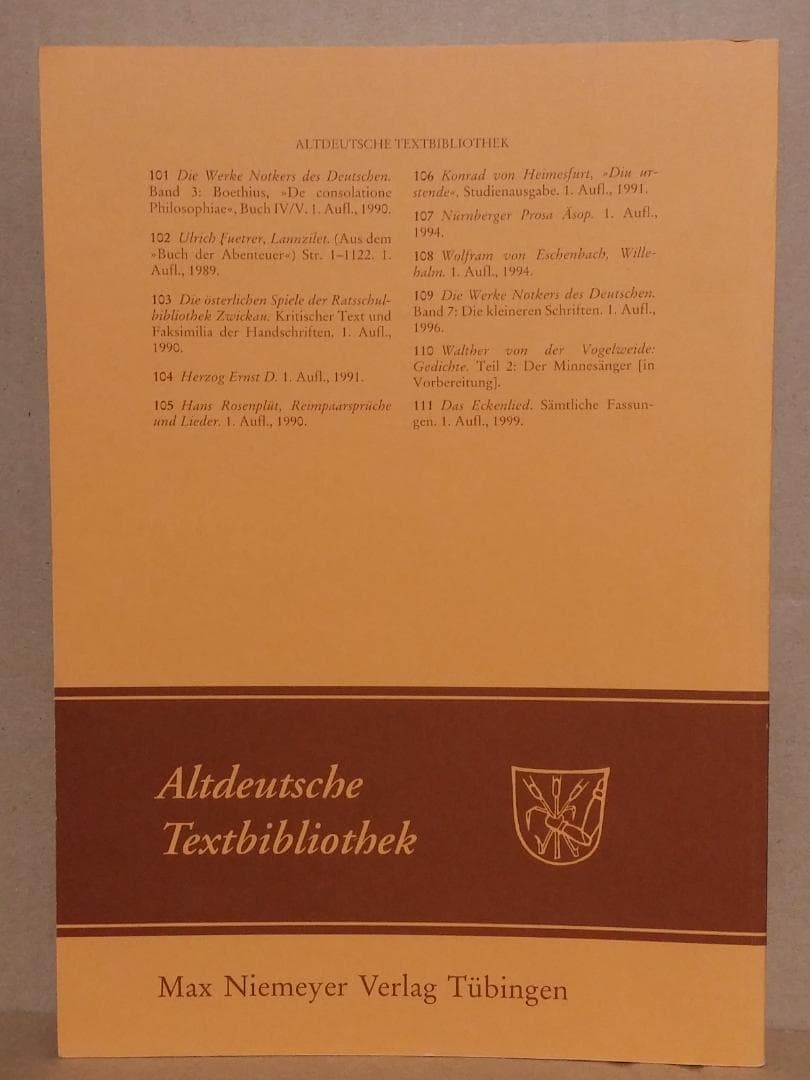 ALTDEUTSCHE TEXTBIBLIOTHEK
101 Die Werke Notkers des Deutschen.
Band 3: Boethius, »De consolatione
Philosophiae«, Buch IV/V. 1. Aufl., 1990.
102 Ulrich Fuetrer, Lannzilet. (Aus dem
»Buch der Abenteuer«) Str. 1–1122. 1.
Aufl., 1989.
103 Die österlichen Spiele der Ratsschul-
bibliothek Zwickau. Kritischer Text und
Faksimilia der Handschriften. 1. Aufl.,
1990.
104 Herzog Ernst D. 1. Aufl., 1991.
105 Hans Rosenplüt, Reimpaarsprüche
und Lieder. 1. Aufl., 1990.
106 Konrad von Heimesfurt, »Diu ur-
stende«. Studienausgabe. 1. Aufl., 1991.
107 Nürnberger Prosa Äsop. 1. Aufl.,
1994.
108 Wolfram von Eschenbach, Wille-
halm. 1. Aufl., 1994.
109 Die Werke Notkers des Deutschen.
Band 7: Die kleineren Schriften. 1. Aufl.,
1996.
110 Walther von der Vogelweide:
Gedichte. Teil 2: Der Minnesänger [in
Vorbereitung].
111 Das Eckenlied. Sämtliche Fassun-
gen. 1. Aufl., 1999.
Altdeutsche
Textbibliothek
Max Niemeyer Verlag Tübingen